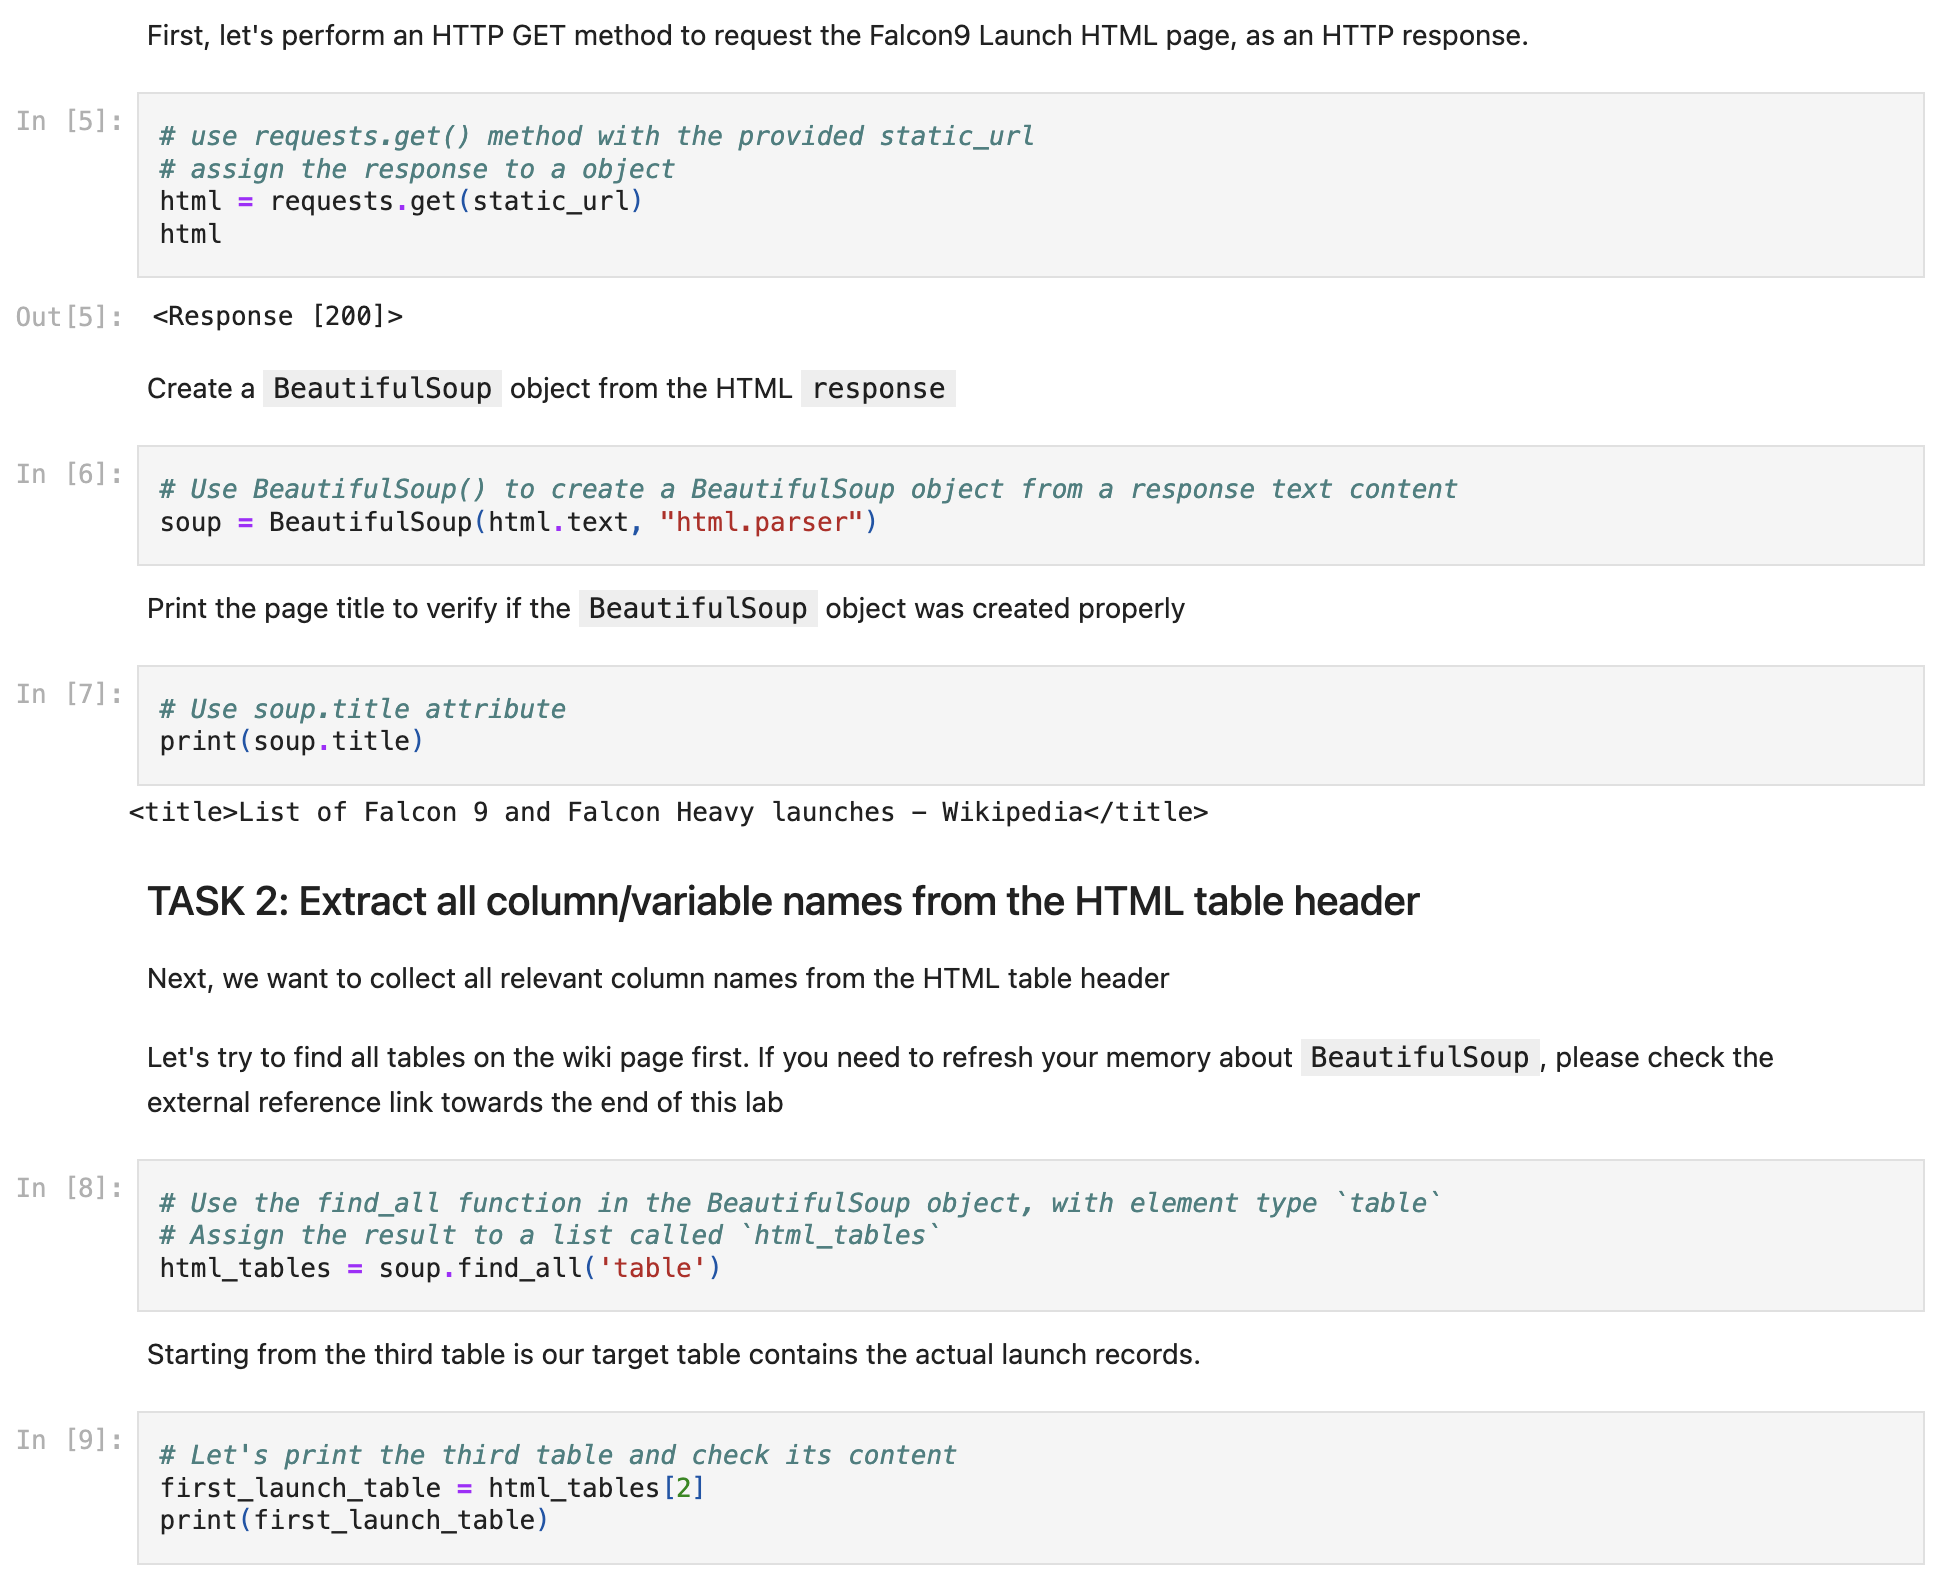 First, let's perform an HTTP GET method to request the Falcon9 Launch HTML page, as an HTTP response.
In [5]:
# use requests.get() method with the provided static_url
# assign the response to a object
html = requests.get(static_url)
html
Out[5]: <Response [200]>
Create a BeautifulSoup object from the HTML response
In [6]:
# Use BeautifulSoup() to create a BeautifulSoup object from a response text content
soup = BeautifulSoup(html.text, "html.parser")
Print the page title to verify if the BeautifulSoup object was created properly
In [7]:
# Use soup.title attribute
print(soup.title)
<title>List of Falcon 9 and Falcon Heavy launches – Wikipedia</title>
TASK 2: Extract all column/variable names from the HTML table header
Next, we want to collect all relevant column names from the HTML table header
Let's try to find all tables on the wiki page first. If you need to refresh your memory about BeautifulSoup, please check the
external reference link towards the end of this lab
In [8]:
# Use the find_all function in the BeautifulSoup object, with element type `table`
# Assign the result to a list called `html_tables`
html_tables = soup.find_all('table')
Starting from the third table is our target table contains the actual launch records.
In [9]:
# Let's print the third table and check its content
first_launch_table = html_tables[2]
print(first_launch_table)